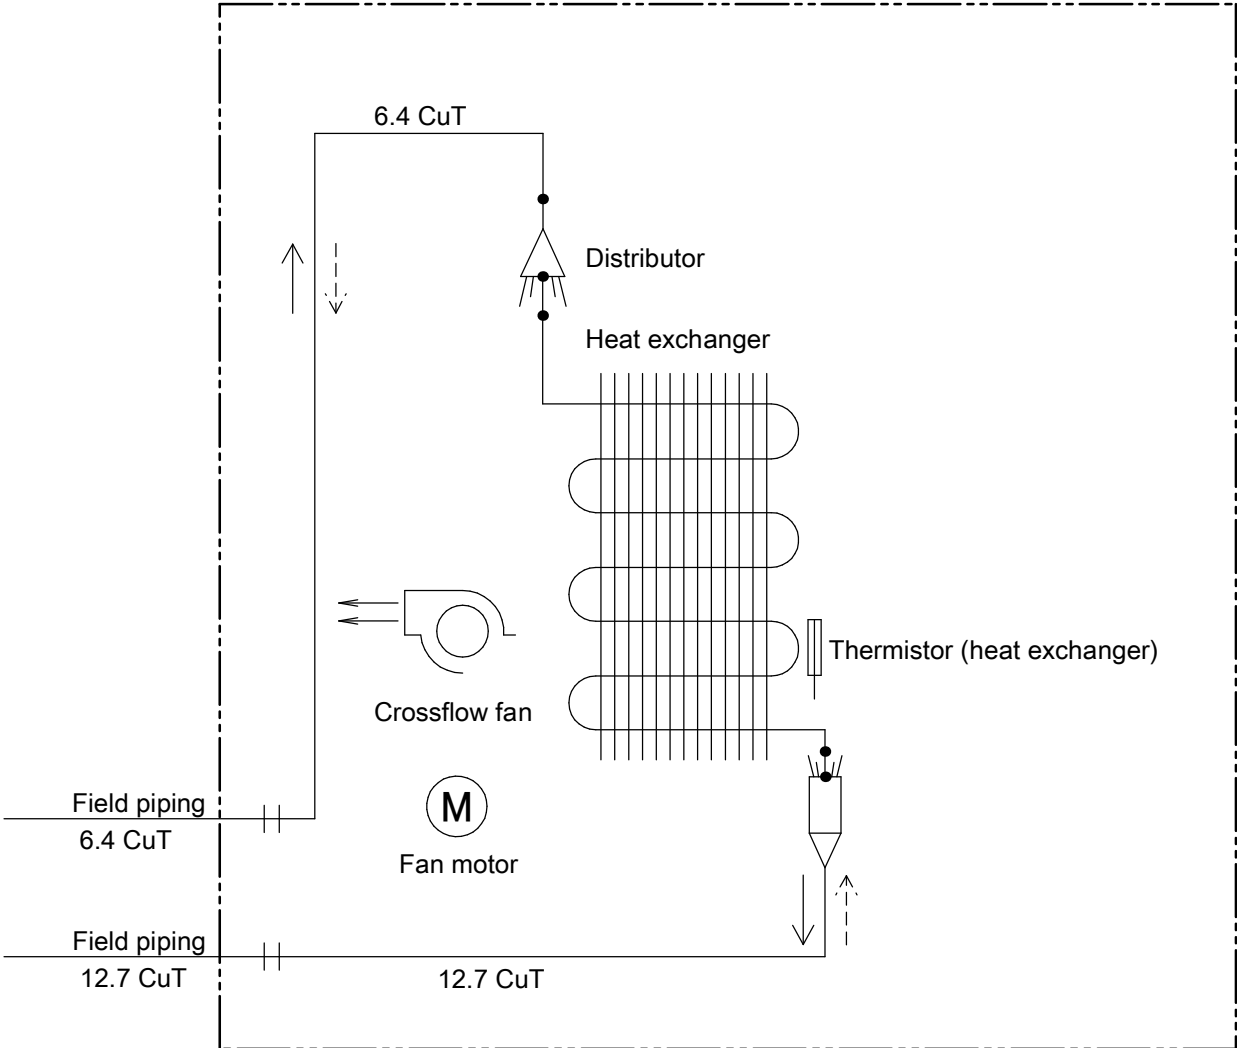 6.4 CuT
Distributor
Heat exchanger
Thermistor (heat exchanger)
Crossflow fan
M
Fan motor
Field piping
6.4 CuT
Field piping
12.7 CuT
12.7 CuT